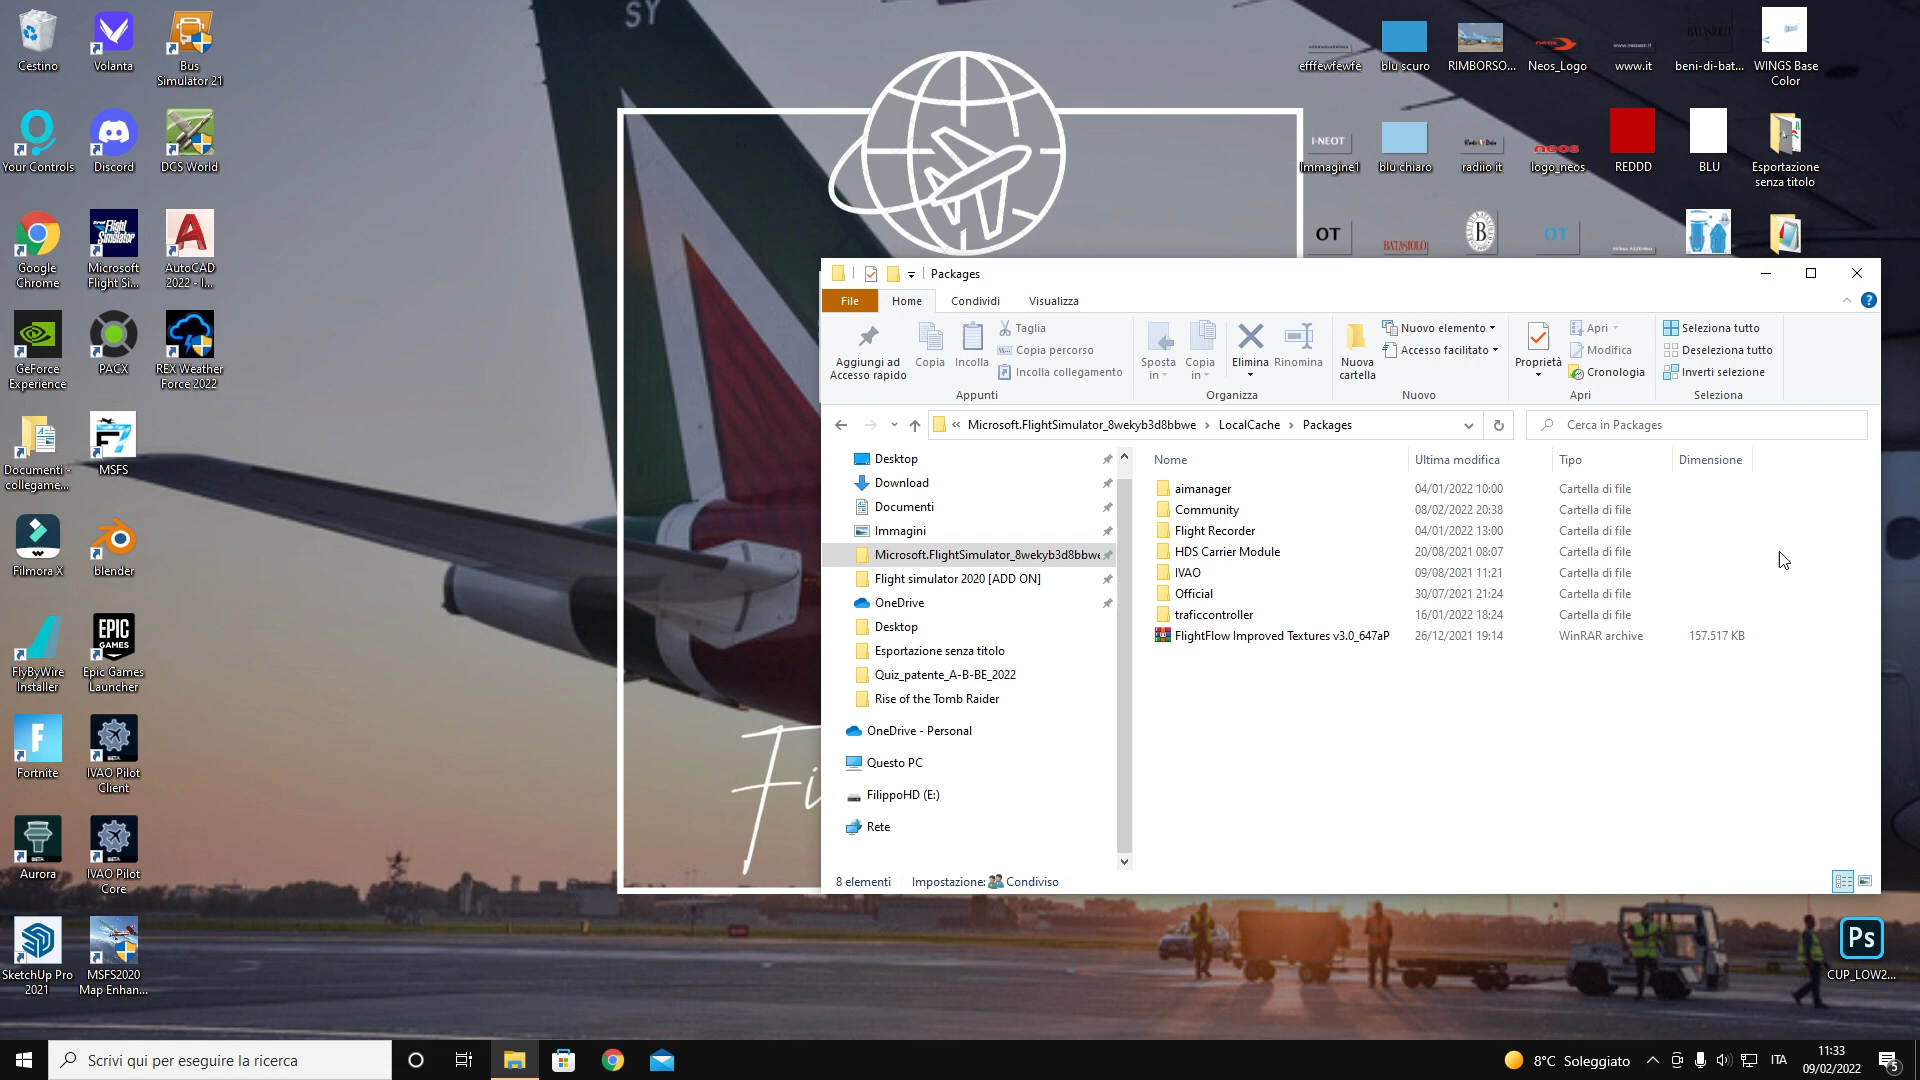 SY
Cestino
Volanta
Bus
Simulator 21
efffewfewfe
blu scuro
RIMBORSO...
Neos_Logo
www.it
beni-di-bat...
WINGS Base
Color
Your Controls
Discord
DCS World
I-NEOT
Immagine1
blu chiaro
radiio it
neos
logo_neos
REDDD
BLU
Esportazione
senza titolo
Google
Chrome
Flight
Simulator
Microsoft
Flight Si...
AutoCAD
2022 - I...
OT
BATASIOLO
B
OT
GeForce
Experience
PACX
REX Weather
Force 2022
Documenti -
collegame...
MSFS
Filmora X
blender
FlyByWire
Installer
EPIC
GAMES
Epic Games
Launcher
Fortnite
IVAO Pilot
Client
Aurora
IVAO Pilot
Core
SketchUp Pro
2021
MSFS2020
Map Enhan...
Fi
Packages
File
Home
Condividi
Visualizza
Aggiungi ad
Accesso rapido
Copia
Incolla
Taglia
Copia percorso
Incolla collegamento
Sposta
in
Copia
in
Elimina
Rinomina
Nuova
cartella
Nuovo elemento
Accesso facilitato
Proprietà
Apri
Modifica
Cronologia
Seleziona tutto
Deseleziona tutto
Inverti selezione
Appunti
Organizza
Nuovo
Apri
Seleziona
« Microsoft.FlightSimulator_8wekyb3d8bbwe > LocalCache > Packages
Cerca in Packages
Desktop
Download
Documenti
Immagini
Microsoft.FlightSimulator_8wekyb3d8bbwe
Flight simulator 2020 [ADD ON]
OneDrive
Desktop
Esportazione senza titolo
Quiz_patente_A-B-BE_2022
Rise of the Tomb Raider
OneDrive - Personal
Questo PC
FilippoHD (E:)
Rete
Nome Ultima modifica Tipo Dimensione
aimanager 04/01/2022 10:00 Cartella di file
Community 08/02/2022 20:38 Cartella di file
Flight Recorder 04/01/2022 13:00 Cartella di file
HDS Carrier Module 20/08/2021 08:07 Cartella di file
IVAO 09/08/2021 11:21 Cartella di file
Official 30/07/2021 21:24 Cartella di file
traficcontroller 16/01/2022 18:24 Cartella di file
FlightFlow Improved Textures v3.0_647aP 26/12/2021 19:14 WinRAR archive 157.517 KB
8 elementi Impostazione: Condiviso
Ps
CUP_LOW2...
Scrivi qui per eseguire la ricerca
8°C Soleggiato
ITA
11:33
09/02/2022
5